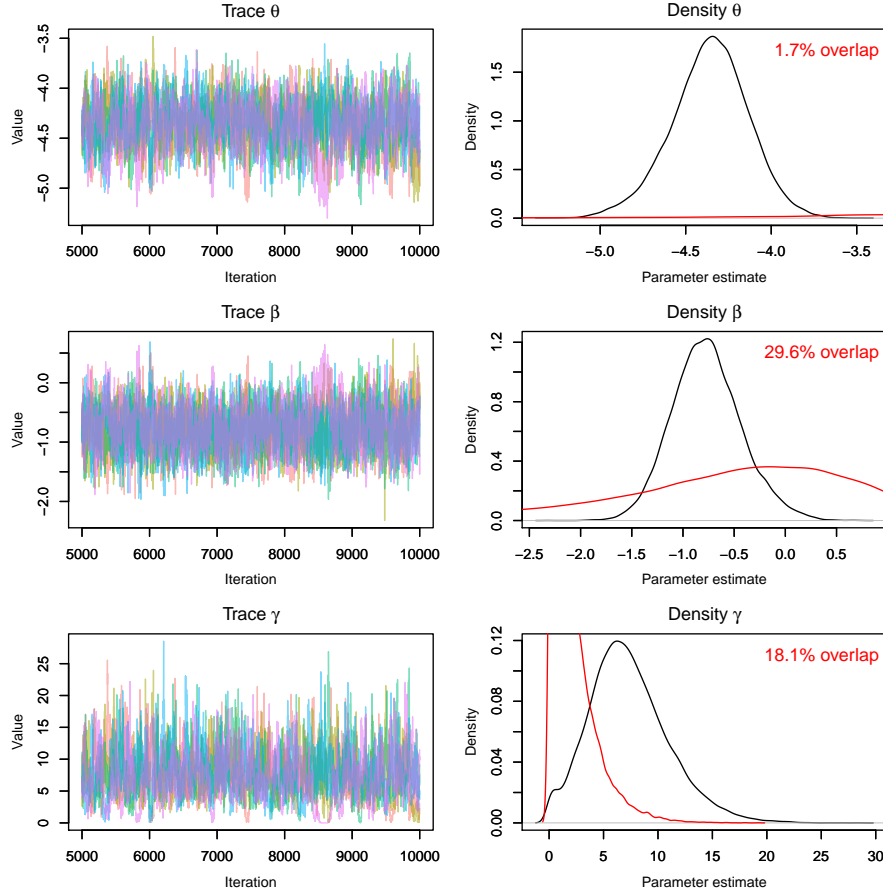 Trace θ
Value
−5.0 −4.5 −4.0 −3.5
5000 6000 7000 8000 9000 10000
Iteration
Density θ
1.7% overlap
Density
0.0 0.5 1.0 1.5
−5.0 −4.5 −4.0 −3.5
Parameter estimate
Trace β
Value
−2.0 −1.0 0.0
5000 6000 7000 8000 9000 10000
Iteration
Density β
29.6% overlap
Density
0.0 0.4 0.8 1.2
−2.5 −2.0 −1.5 −1.0 −0.5 0.0 0.5
Parameter estimate
Trace γ
Value
0 5 10 15 20 25
5000 6000 7000 8000 9000 10000
Iteration
Density γ
18.1% overlap
Density
0.00 0.04 0.08 0.12
0 5 10 15 20 25 30
Parameter estimate